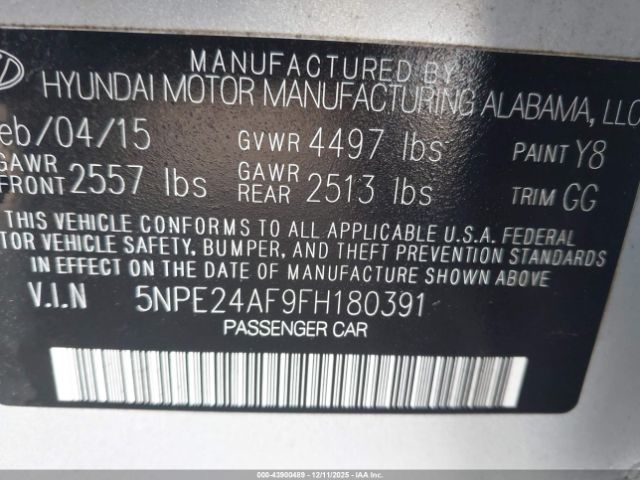 MANUFACTURED BY
HYUNDAI MOTOR MANUFACTURING ALABAMA, LLC
eb/04/15 GVWR 4497 lbs PAINT Y8
GAWR FRONT 2557 lbs GAWR REAR 2513 lbs TRIM GG
THIS VEHICLE CONFORMS TO ALL APPLICABLE U.S.A. FEDERAL
TOR VEHICLE SAFETY, BUMPER, AND THEFT PREVENTION STANDARDS
IN EFFECT ON THE DATE OF MANUFACTURE SHOWN ABOVE
V.I.N 5NPE24AF9FH180391
PASSENGER CAR
000-43900489 - 12/11/2025 - IAAI.CA